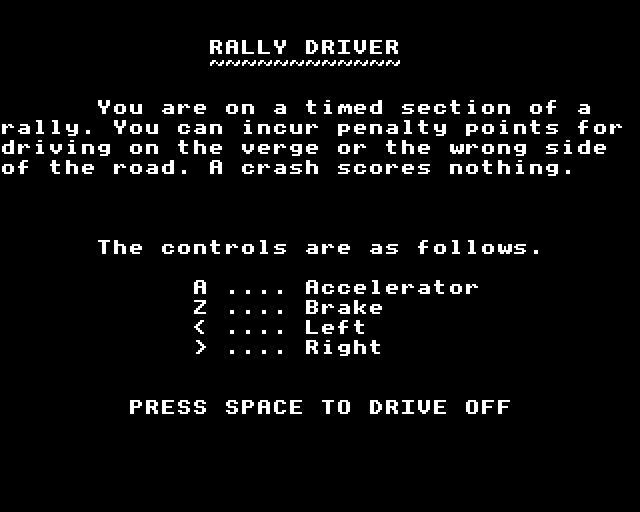 RALLY DRIVER
~~~~~~~~~~~~
You are on a timed section of a
rally. You can incur penalty points for
driving on the verge or the wrong side
of the road. A crash scores nothing.
The controls are as follows.
A .... Accelerator
Z .... Brake
< .... Left
> .... Right
PRESS SPACE TO DRIVE OFF